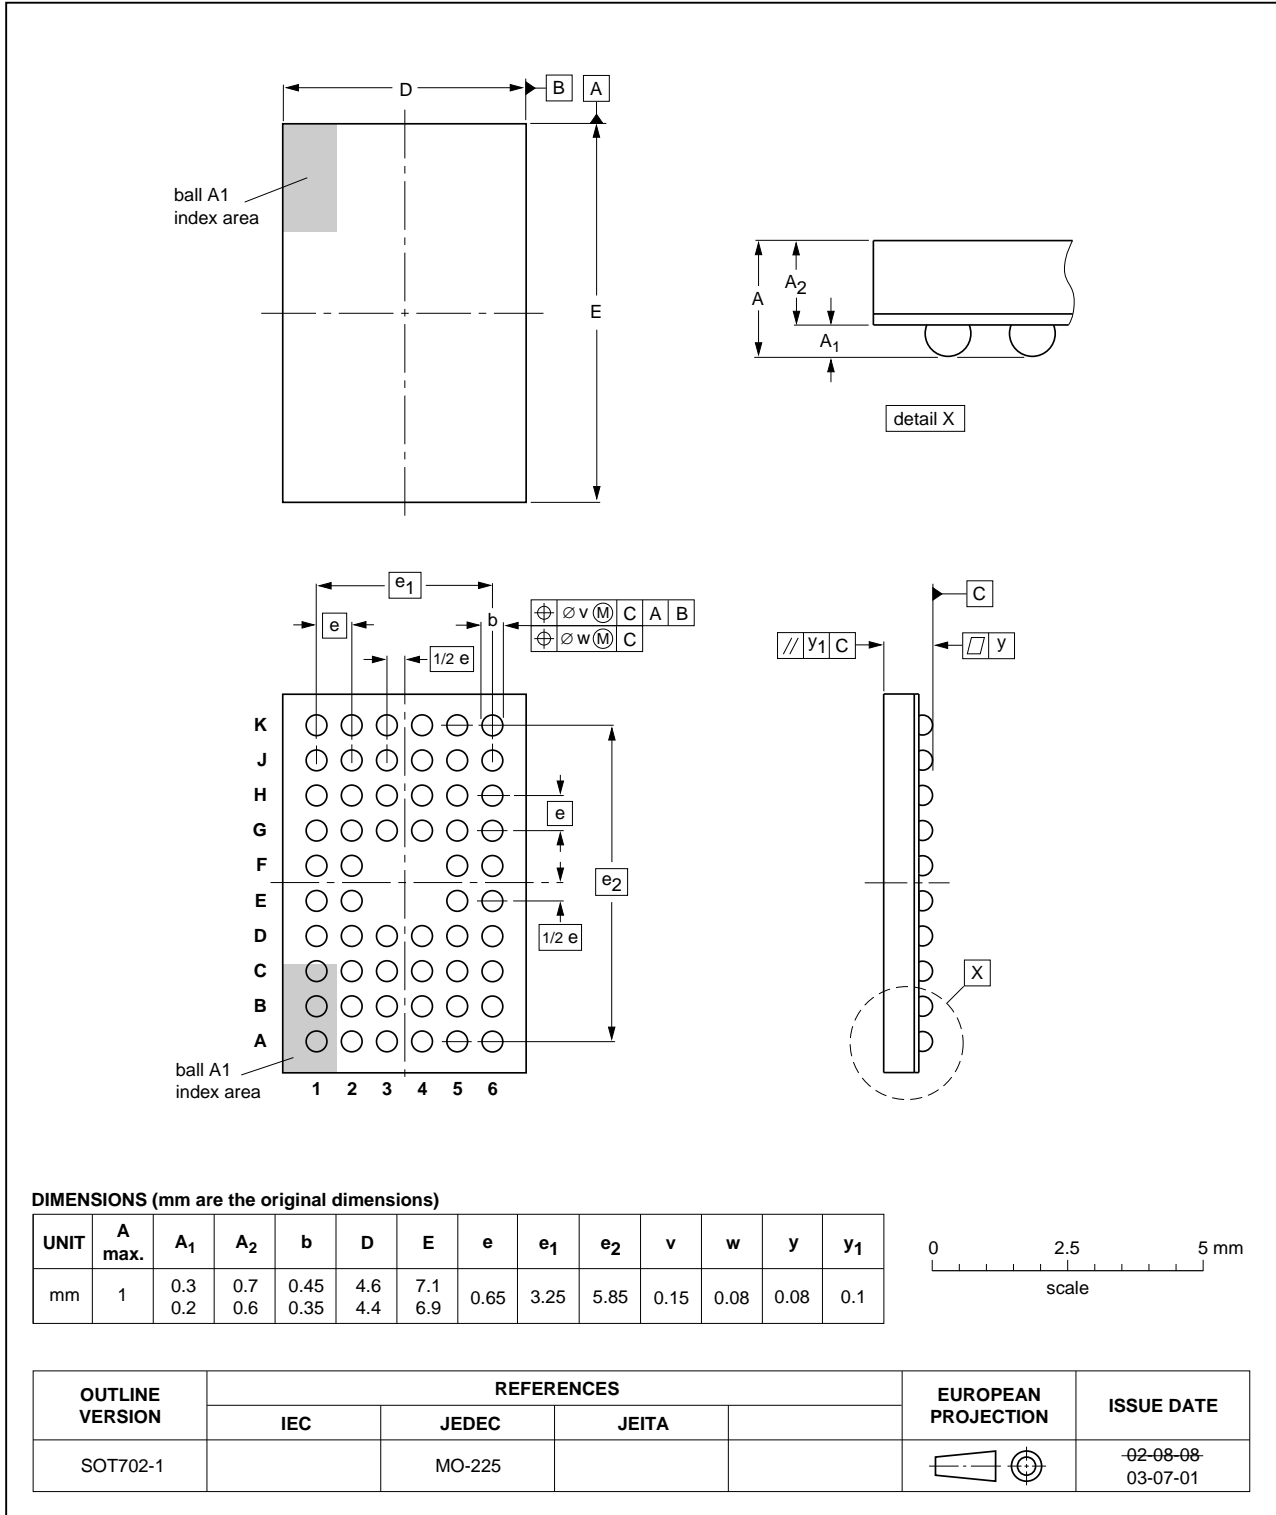 D
B
A
ball A1
index area
E
A
A2
A1
detail X
e1
e
b
⌖ ⌀ v Ⓜ C A B
⌖ ⌀ w Ⓜ C
1/2 e
C
// y1 C
▱ y
K
J
H
G
F
E
D
C
B
A
e
e2
1/2 e
X
ball A1
index area
1 2 3 4 5 6
DIMENSIONS (mm are the original dimensions)
UNIT A max. A1 A2 b D E e e1 e2 v w y y1
mm 1 0.3 0.2 0.7 0.6 0.45 0.35 4.6 4.4 7.1 6.9 0.65 3.25 5.85 0.15 0.08 0.08 0.1
0 2.5 5 mm
scale
OUTLINE VERSION
REFERENCES
EUROPEAN PROJECTION
ISSUE DATE
IEC JEDEC JEITA
SOT702-1 MO-225
02-08-08
03-07-01